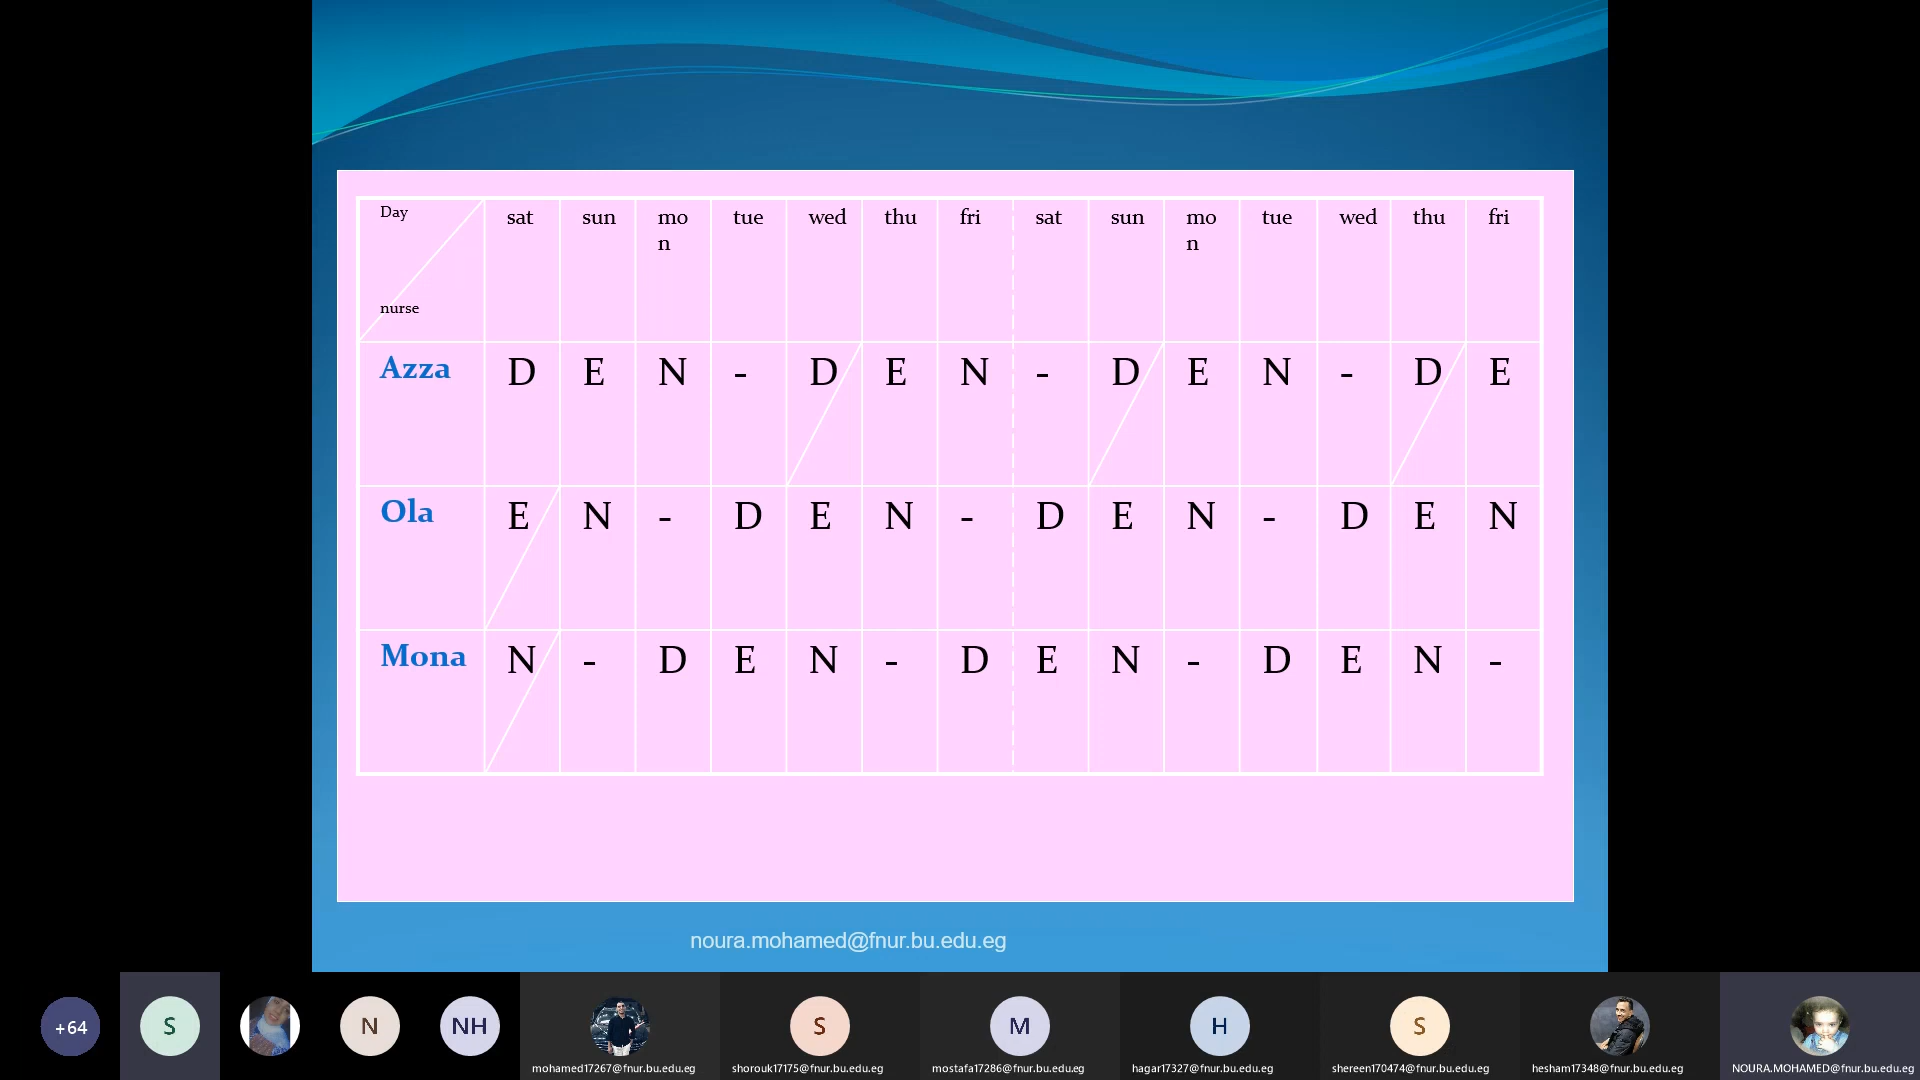 Day
nurse
sat sun mo
n tue wed thu fri sat sun mo
n tue wed thu fri
Azza D E N - D E N - D E N - D E
Ola E N - D E N - D E N - D E N
Mona N - D E N - D E N - D E N -
noura.mohamed@fnur.bu.edu.eg
+64 S N NH S M H S
mohamed17267@fnur.bu.edu.eg shorouk17175@fnur.bu.edu.eg mostafa17286@fnur.bu.edu.eg hagar17327@fnur.bu.edu.eg shereen170474@fnur.bu.edu.eg hesham17348@fnur.bu.edu.eg NOURA.MOHAMED@fnur.bu.edu.eg